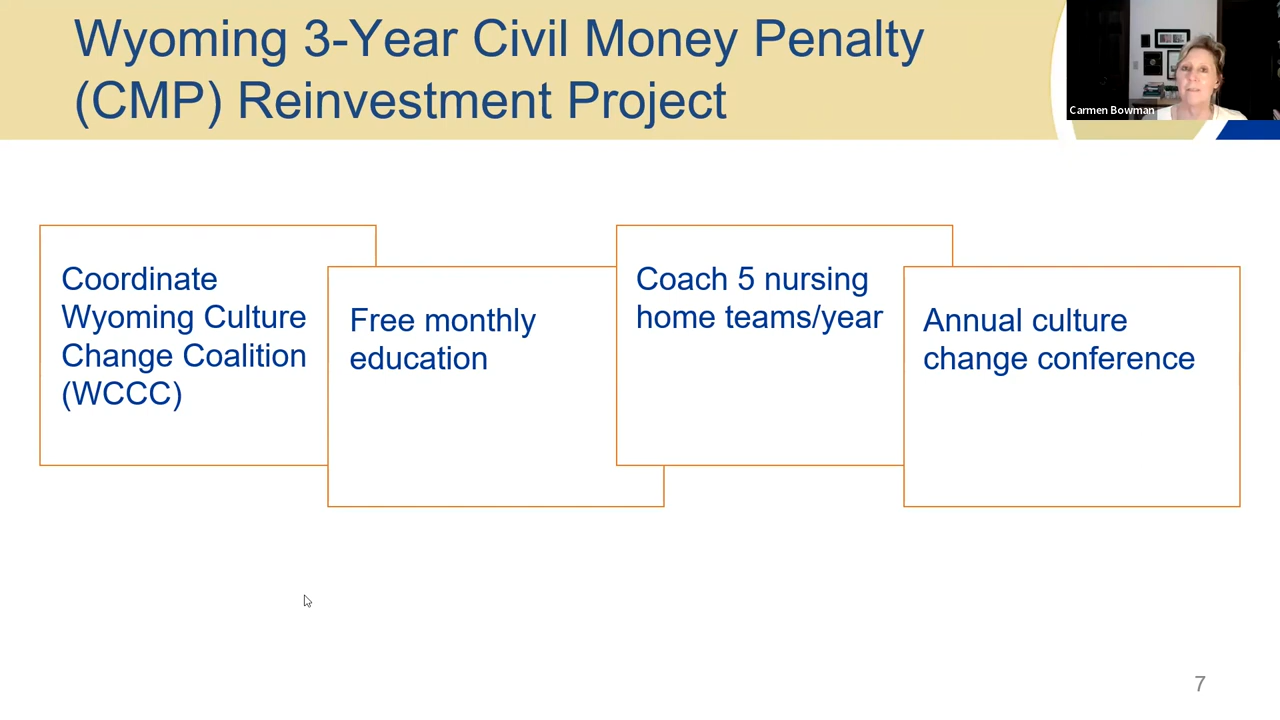 Wyoming 3-Year Civil Money Penalty
(CMP) Reinvestment Project
Carmen Bowman
Coordinate
Wyoming Culture
Change Coalition
(WCCC)
Free monthly
education
Coach 5 nursing
home teams/year
Annual culture
change conference
7